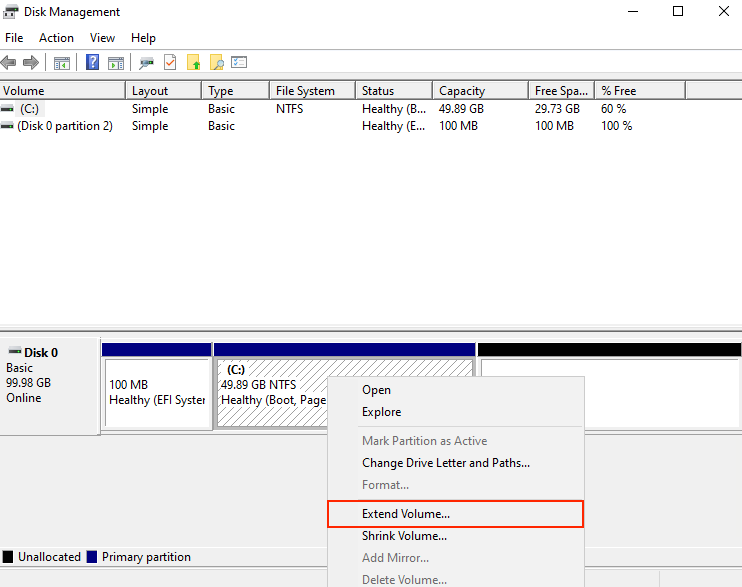 Disk Management
File Action View Help
Volume Layout Type File System Status Capacity Free Spa... % Free
(C:) Simple Basic NTFS Healthy (B... 49.89 GB 29.73 GB 60 %
(Disk 0 partition 2) Simple Basic Healthy (E... 100 MB 100 MB 100 %
Disk 0
Basic
99.98 GB
Online
100 MB
Healthy (EFI Syster
(C:)
49.89 GB NTFS
Healthy (Boot, Page
Open
Explore
Mark Partition as Active
Change Drive Letter and Paths...
Format...
Extend Volume...
Shrink Volume...
Add Mirror...
Delete Volume...
Unallocated Primary partition